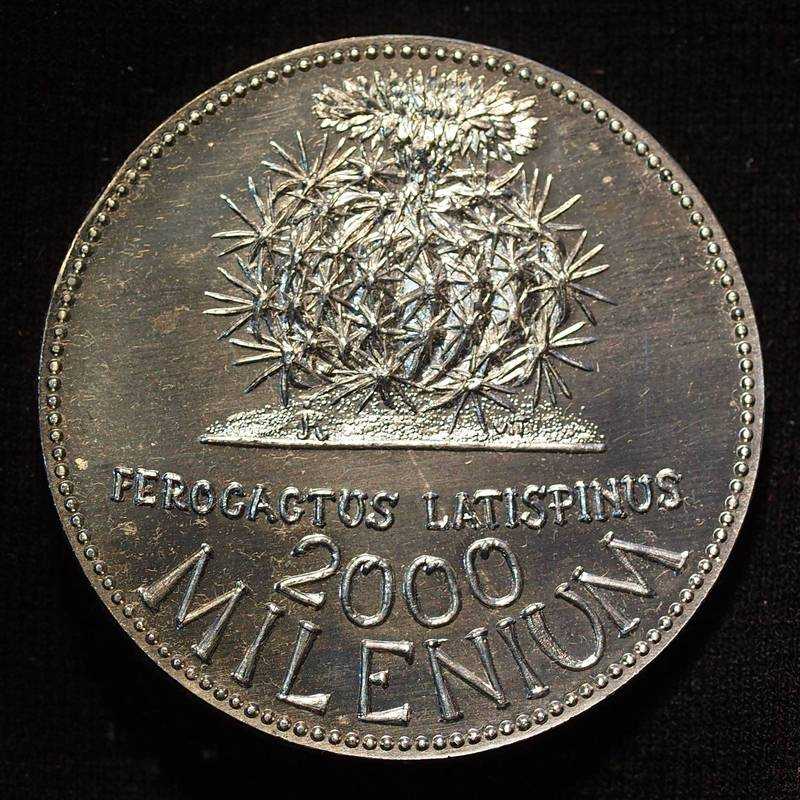 FEROCACTUS LATISPINUS
2000
MILENIUM